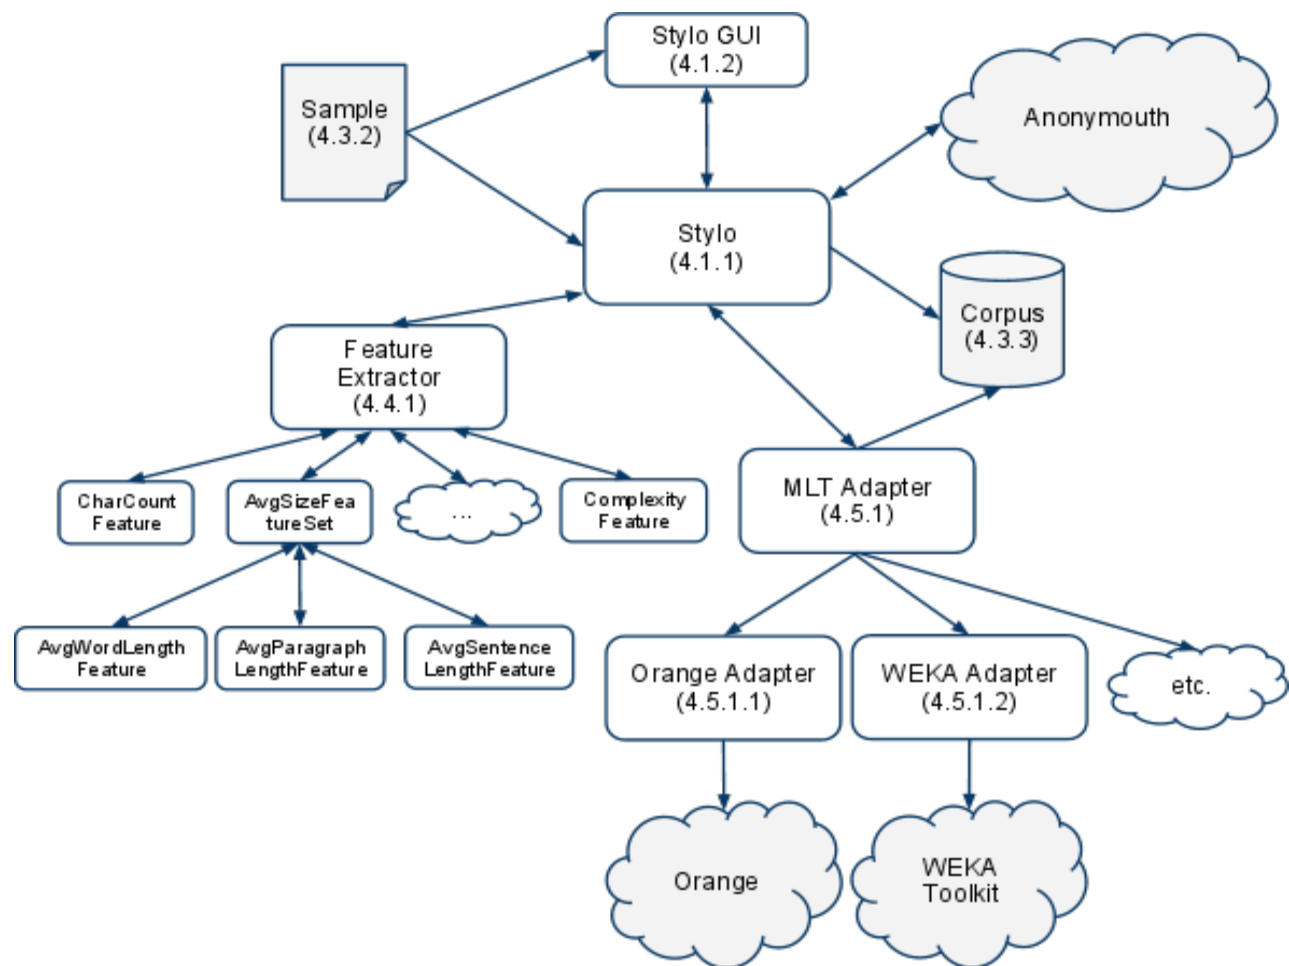 Stylo GUI
(4.1.2)
Sample
(4.3.2)
Anonymouth
Stylo
(4.1.1)
Corpus
(4.3.3)
Feature
Extractor
(4.4.1)
CharCount
Feature
AvgSizeFea
tureSet
...
Complexity
Feature
MLT Adapter
(4.5.1)
AvgWordLength
Feature
AvgParagraph
LengthFeature
AvgSentence
LengthFeature
Orange Adapter
(4.5.1.1)
WEKA Adapter
(4.5.1.2)
etc.
Orange
WEKA
Toolkit